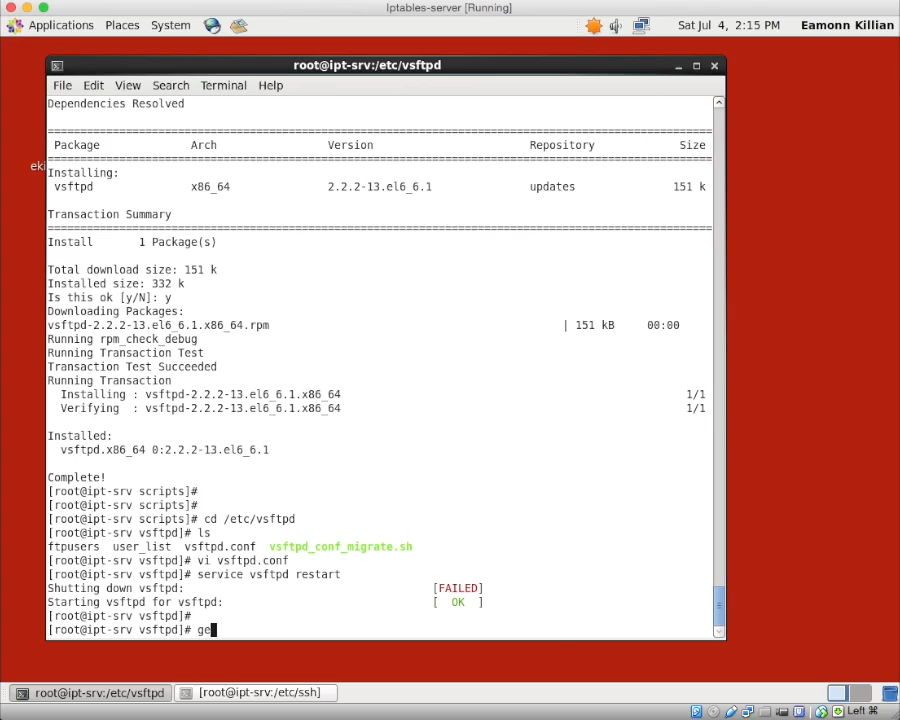 Iptables-server [Running]
Applications Places System Sat Jul 4, 2:15 PM Eamonn Killian
root@ipt-srv:/etc/vsftpd
File Edit View Search Terminal Help
Dependencies Resolved
================================================================================
Package Arch Version Repository Size
================================================================================
Installing:
vsftpd x86_64 2.2.2-13.el6_6.1 updates 151 k
Transaction Summary
================================================================================
Install 1 Package(s)
Total download size: 151 k
Installed size: 332 k
Is this ok [y/N]: y
Downloading Packages:
vsftpd-2.2.2-13.el6_6.1.x86_64.rpm | 151 kB 00:00
Running rpm_check_debug
Running Transaction Test
Transaction Test Succeeded
Running Transaction
Installing : vsftpd-2.2.2-13.el6_6.1.x86_64 1/1
Verifying : vsftpd-2.2.2-13.el6_6.1.x86_64 1/1
Installed:
vsftpd.x86_64 0:2.2.2-13.el6_6.1
Complete!
[root@ipt-srv scripts]#
[root@ipt-srv scripts]#
[root@ipt-srv scripts]# cd /etc/vsftpd
[root@ipt-srv vsftpd]# ls
ftpusers user_list vsftpd.conf vsftpd_conf_migrate.sh
[root@ipt-srv vsftpd]# vi vsftpd.conf
[root@ipt-srv vsftpd]# service vsftpd restart
Shutting down vsftpd: [FAILED]
Starting vsftpd for vsftpd: [ OK ]
[root@ipt-srv vsftpd]#
[root@ipt-srv vsftpd]# ge
root@ipt-srv:/etc/vsftpd [root@ipt-srv:/etc/ssh]
Left ⌘